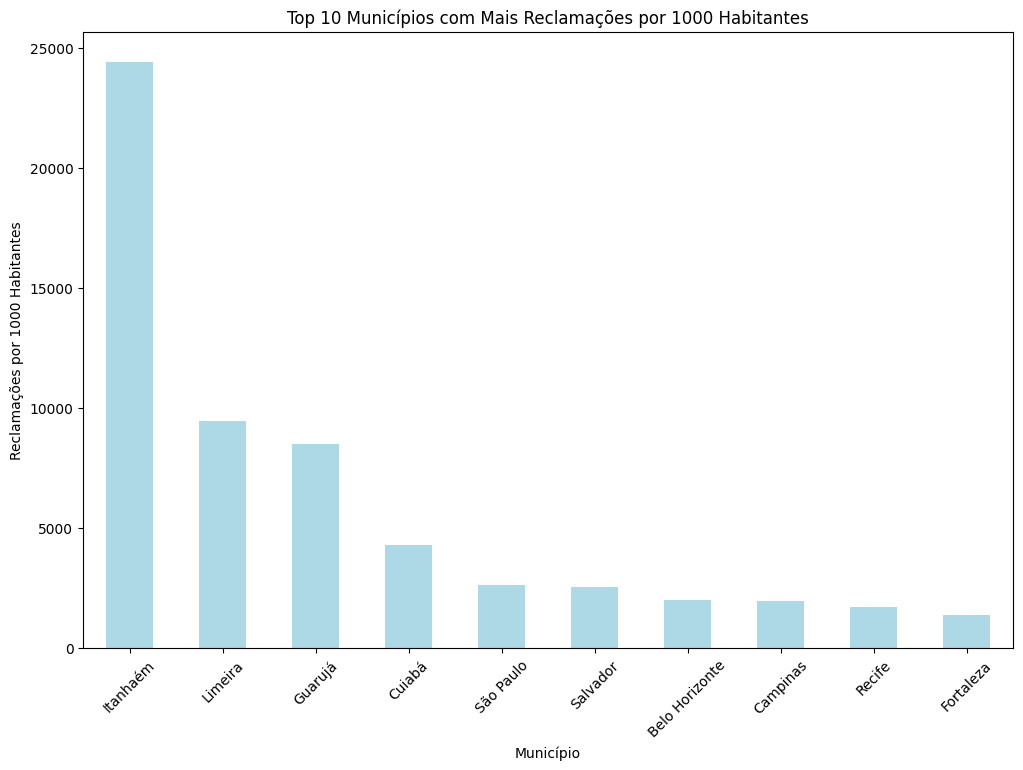 Top 10 Municípios com Mais Reclamações por 1000 Habitantes
Reclamações por 1000 Habitantes
25000
20000
15000
10000
5000
0
Itanhaém
Limeira
Guarujá
Cuiabá
São Paulo
Salvador
Belo Horizonte
Campinas
Recife
Fortaleza
Município